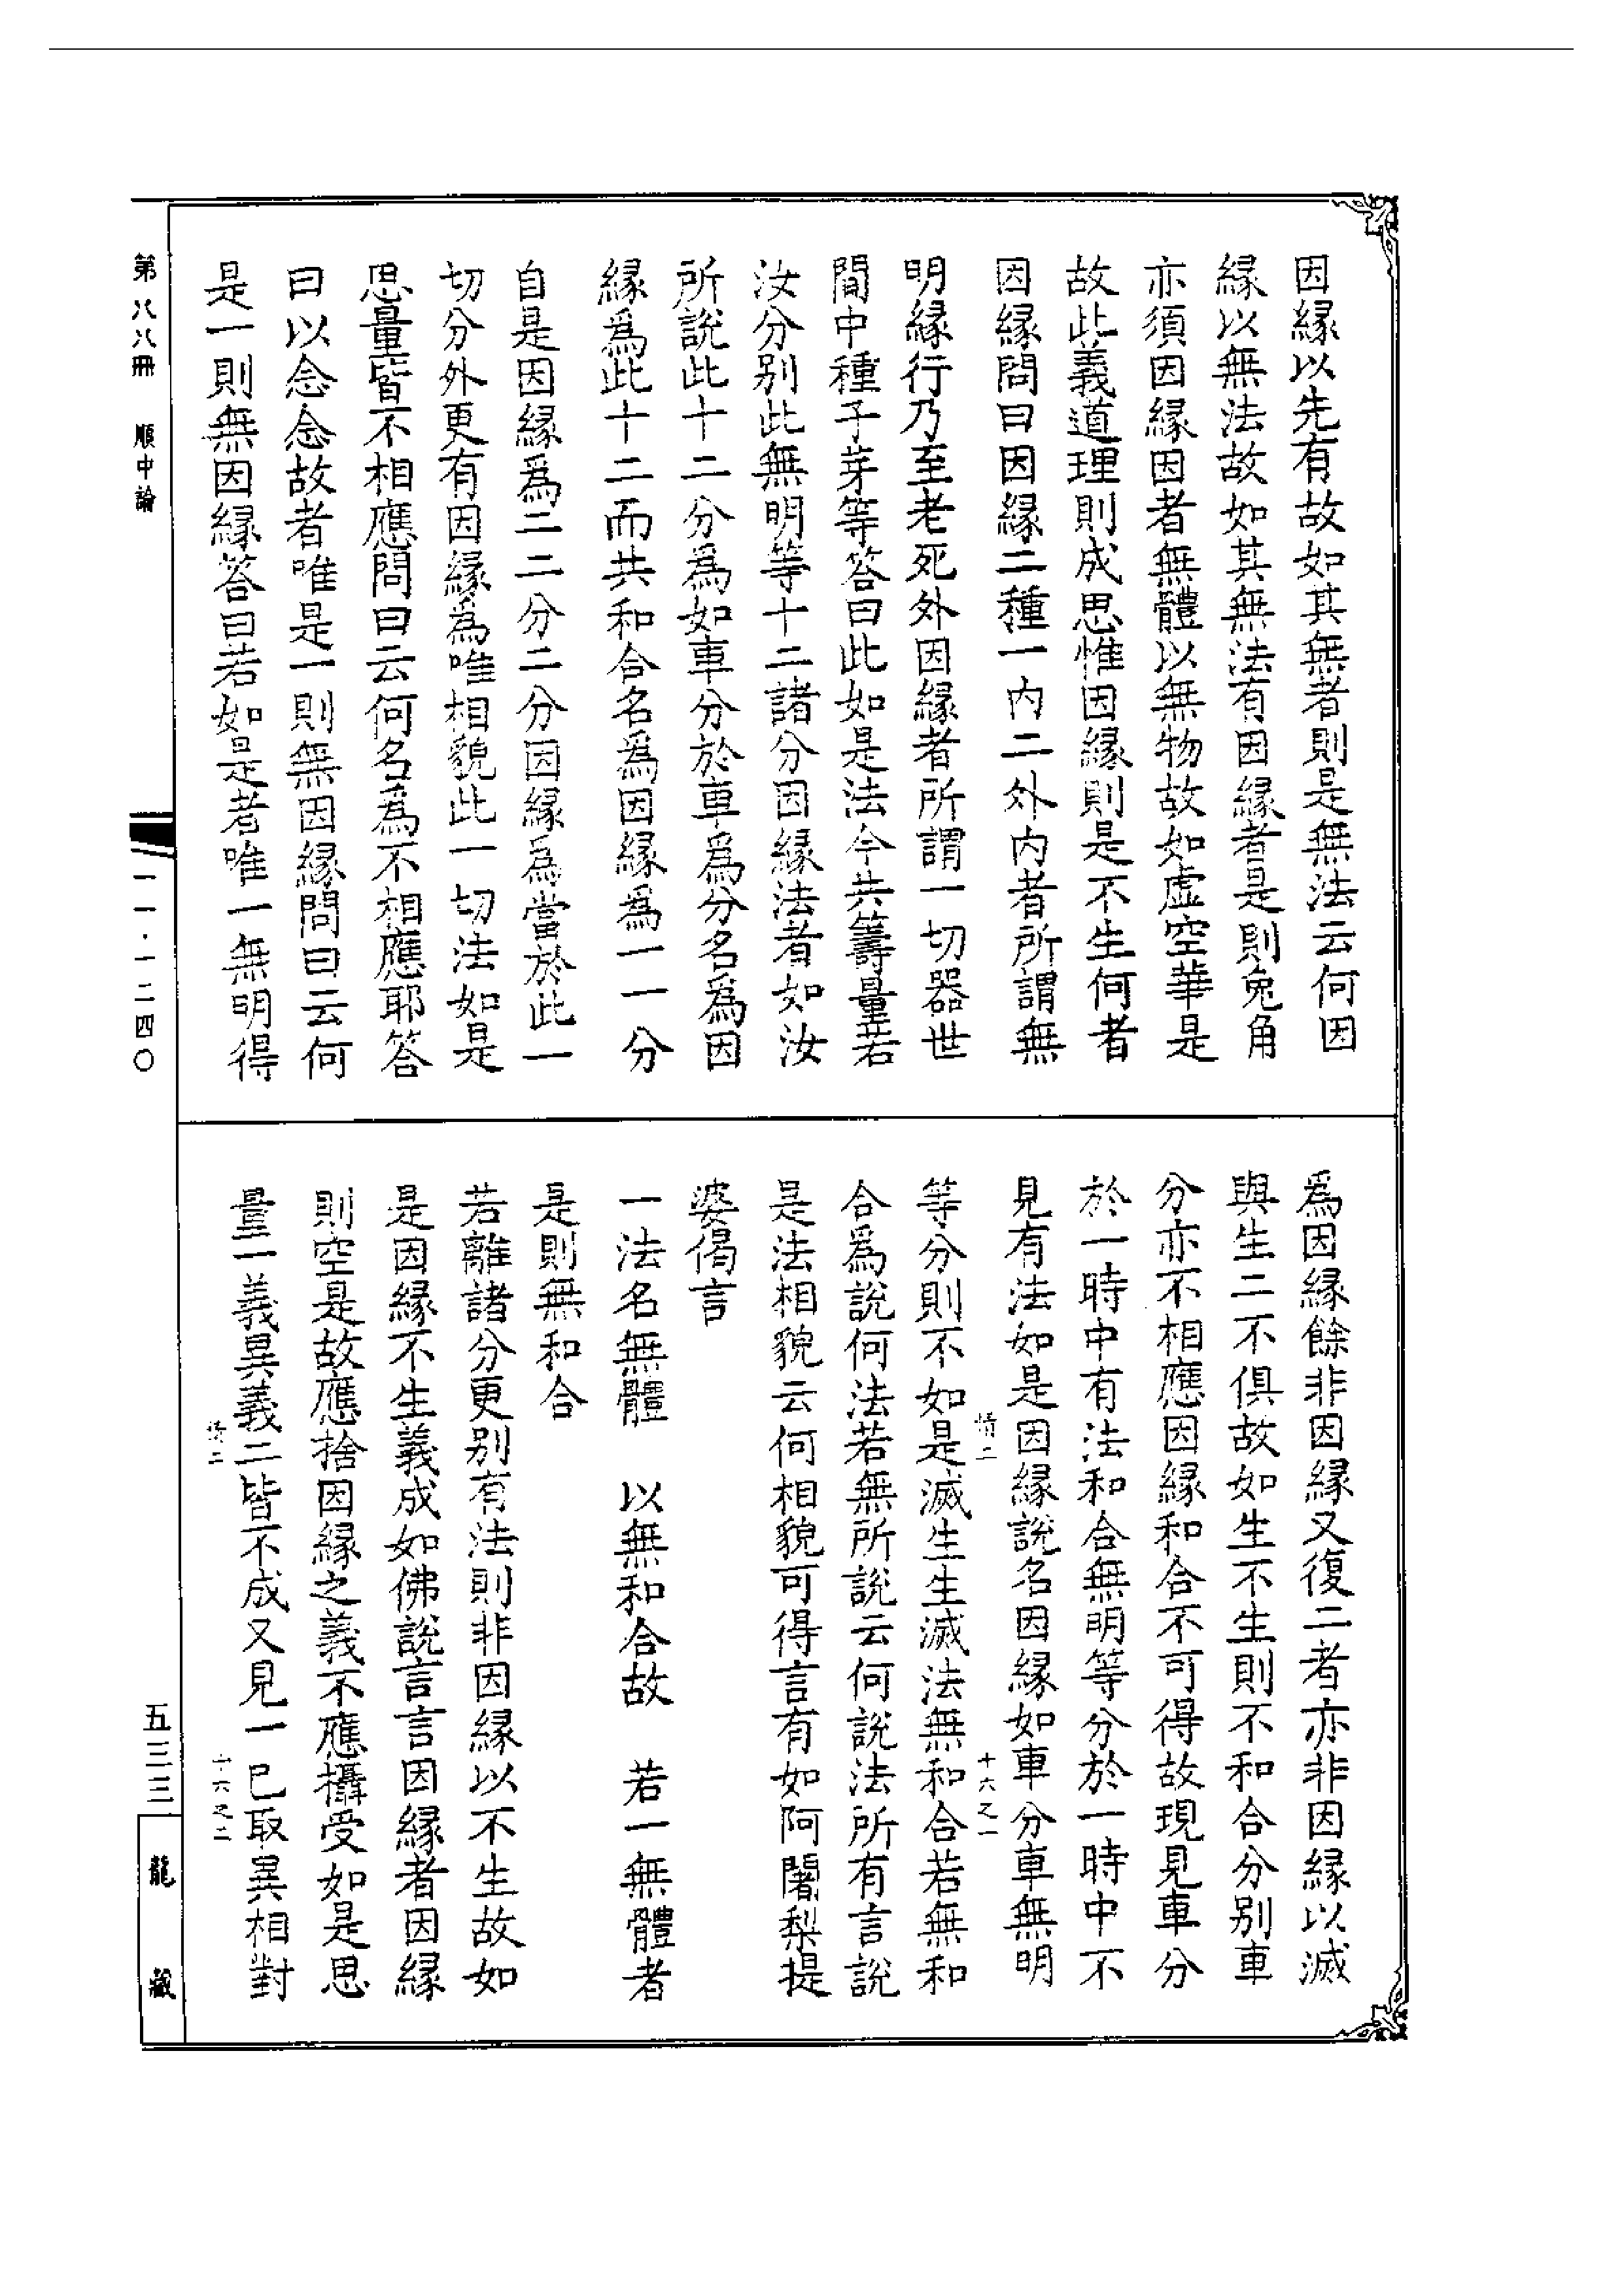 因緣以先有故如其無者則是無法云何因
緣以無法故如其無法有因緣者是則兔角
亦須因緣因者無體以無物故如虛空華是
故此義道理則成思惟因緣則是不生何者
因緣問曰因緣二種一內二外內者所謂無
明緣行乃至老死外因緣者所謂一切器世
間中種子芽等答曰此如是法今共籌量若
汝分別此無明等十二諸分因緣法者如汝
所說此十二分為如車分於車為分名為因
緣為此十二而共和合名為因緣為一一分
自是因緣為二二分二分因緣為當於此一
切分外更有因緣為唯相貌此一切法如是
思量皆不相應問曰云何名為不相應耶答
曰以念念故者唯是一則無因緣問曰云何
是一則無因緣答曰若如是者唯一無明得
為因緣餘非因緣又復二者亦非因緣以滅
與生二不俱故如生不生則不和合分別車
分亦不相應因緣和合不可得故現見車分
於一時中有法和合無明等分於一時中不
見有法如是因緣說名因緣如車分車無明
情二 十六之一
等分則不如是滅生生滅法無和合若無和
合為說何法若無所說云何說法所有言說
是法相貌云何相貌可得言有如阿闍梨提
婆偈言
一法名無體 以無和合故 若一無體者
是則無和合
若離諸分更別有法則非因緣以不生故如
是因緣不生義成如佛說言言因緣者因緣
則空是故應捨因緣之義不應攝受如是思
量一義異義二皆不成又見一已取異相對
情二 十六之二
第八八冊 順中論
一一·一二四〇
五三三
龍藏